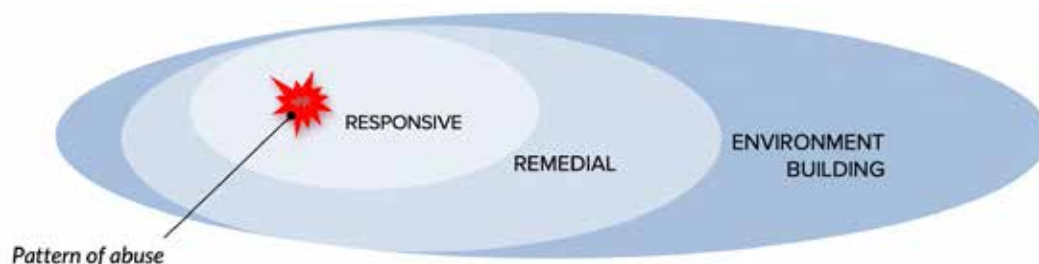 RESPONSIVE
REMEDIAL
ENVIRONMENT
BUILDING
Pattern of abuse